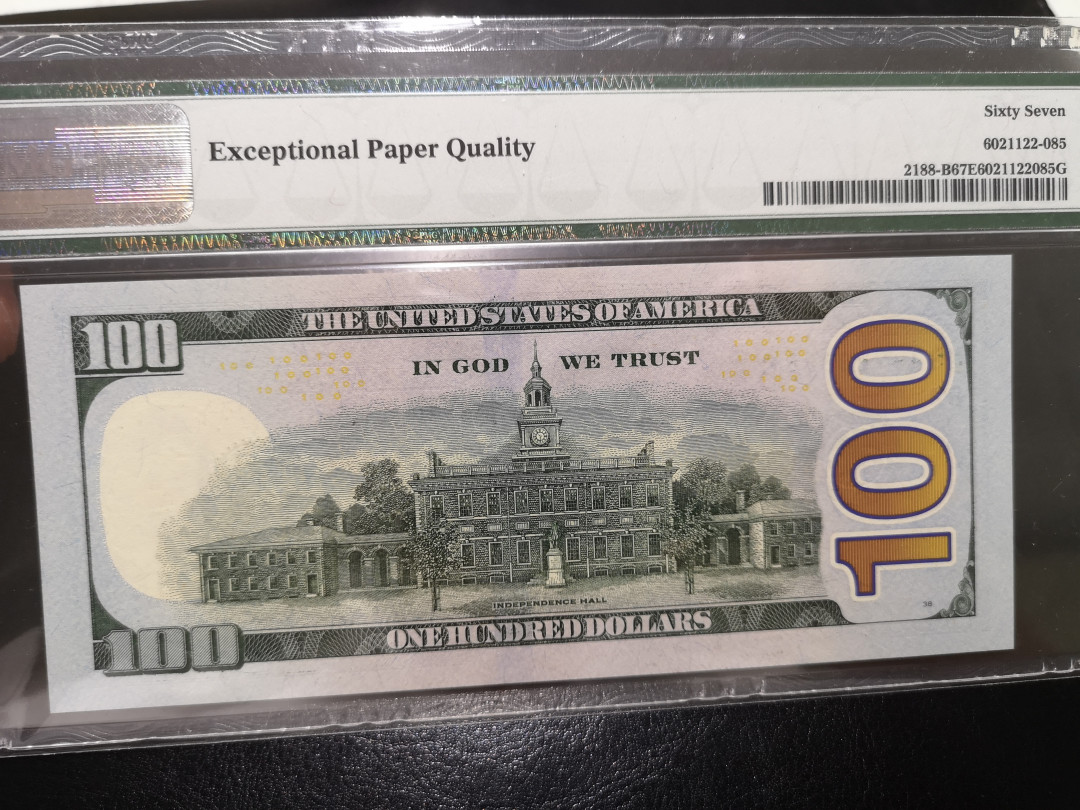 Sixty Seven
Exceptional Paper Quality
6021122-085
2188-B67E6021122085G
THE UNITED STATES OF AMERICA
100
IN GOD WE TRUST
100
INDEPENDENCE HALL
38
ONE HUNDRED DOLLARS
100